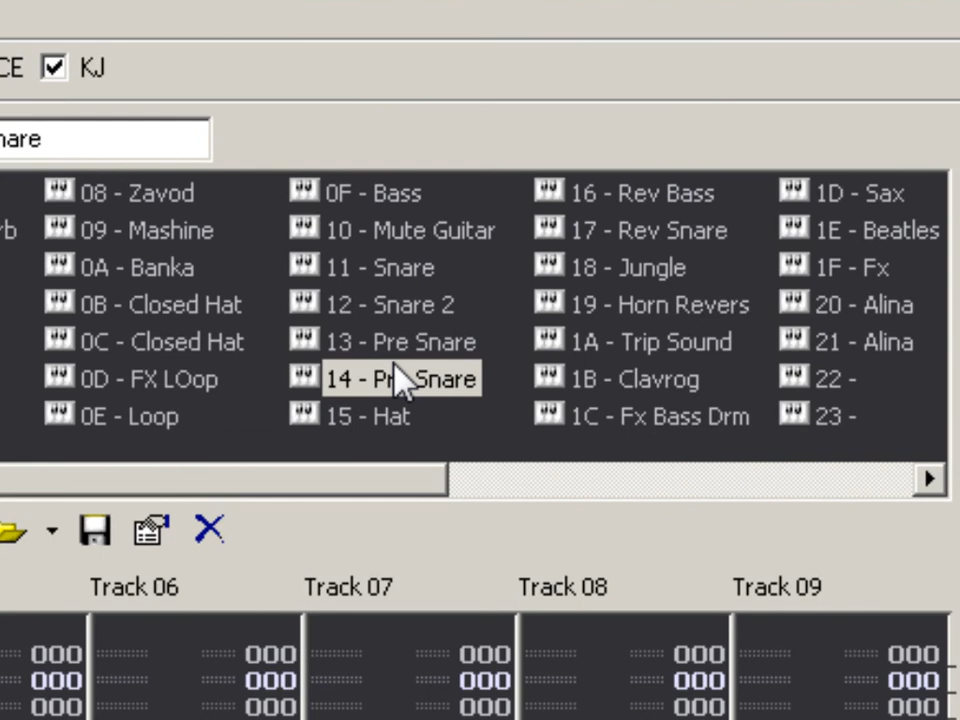 CE KJ
nare
08 - Zavod 0F - Bass 16 - Rev Bass 1D - Sax
rb 09 - Mashine 10 - Mute Guitar 17 - Rev Snare 1E - Beatles
0A - Banka 11 - Snare 18 - Jungle 1F - Fx
0B - Closed Hat 12 - Snare 2 19 - Horn Revers 20 - Alina
0C - Closed Hat 13 - Pre Snare 1A - Trip Sound 21 - Alina
0D - FX LOop 14 - Pre Snare 1B - Clavrog 22 -
0E - Loop 15 - Hat 1C - Fx Bass Drm 23 -
Track 06 Track 07 Track 08 Track 09
000 000 000 000 000
000 000 000 000 000
000 000 000 000 000